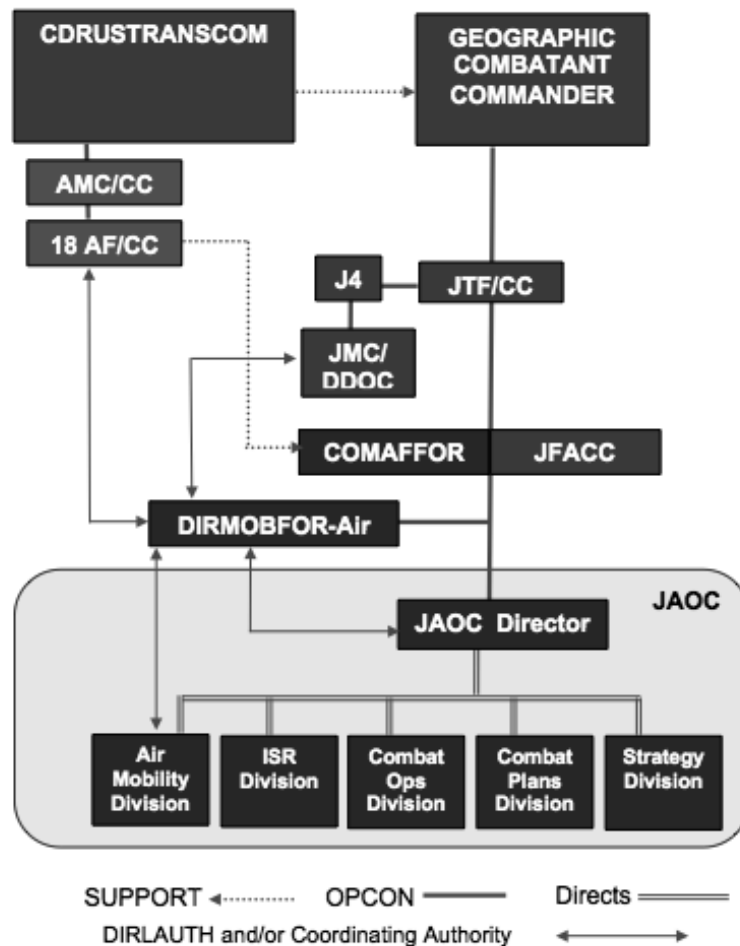 CDRUSTRANSCOM
GEOGRAPHIC
COMBATANT
COMMANDER
AMC/CC
18 AF/CC
J4
JTF/CC
JMC/
DDOC
COMAFFOR
JFACC
DIRMOBFOR-Air
JAOC
JAOC Director
Air
Mobility
Division
ISR
Division
Combat
Ops
Division
Combat
Plans
Division
Strategy
Division
SUPPORT
OPCON
Directs
DIRLAUTH and/or Coordinating Authority